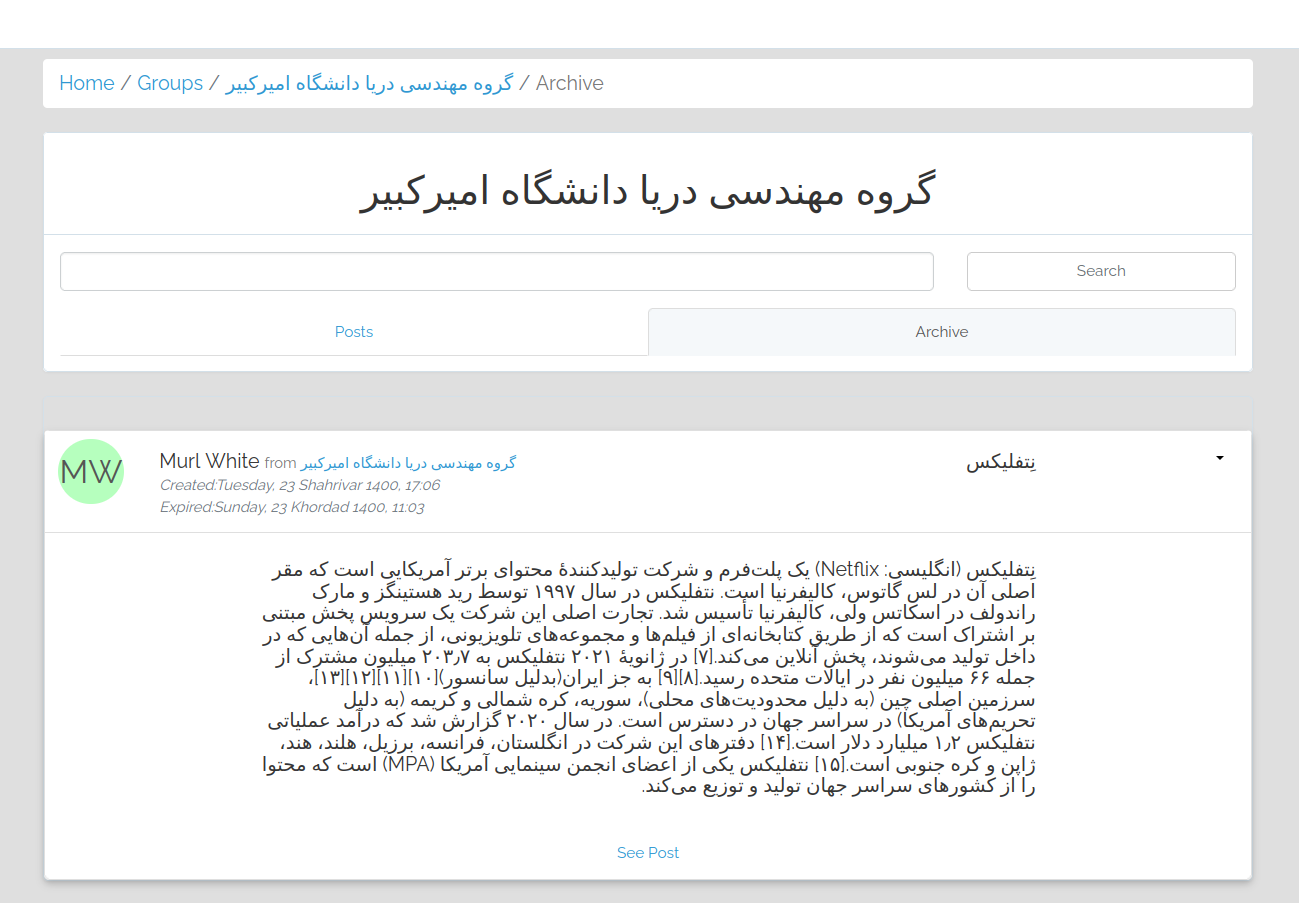 Home / Groups / گروه مهندسی دریا دانشگاه امیرکبیر / Archive
گروه مهندسی دریا دانشگاه امیرکبیر
Search
Posts Archive
MW
Murl White from گروه مهندسی دریا دانشگاه امیرکبیر
نِتفلیکس
Created:Tuesday, 23 Shahrivar 1400, 17:06
Expired:Sunday, 23 Khordad 1400, 11:03
نِتفلیکس (انگلیسی: Netflix) یک پلت‌فرم و شرکت تولیدکنندهٔ محتوای برتر آمریکایی است که مقر
اصلی آن در لس گاتوس، کالیفرنیا است. نتفلیکس در سال ۱۹۹۷ توسط رید هستینگز و مارک
راندولف در اسکاتس ولی، کالیفرنیا تأسیس شد. تجارت اصلی این شرکت یک سرویس پخش مبتنی
بر اشتراک است که از طریق کتابخانه‌ای از فیلم‌ها و مجموعه‌های تلویزیونی، از جمله آن‌هایی که در
داخل تولید می‌شوند، پخش آنلاین می‌کند.[۷] در ژانویهٔ ۲۰۲۱ نتفلیکس به ۲۰۳٫۷ میلیون مشترک از
جمله ۶۶ میلیون نفر در ایالات متحده رسید.[۸][۹] به جز ایران(بدلیل سانسور)[۱۰][۱۱][۱۲][۱۳]،
سرزمین اصلی چین (به دلیل محدودیت‌های محلی)، سوریه، کره شمالی و کریمه (به دلیل
تحریم‌های آمریکا) در سراسر جهان در دسترس است. در سال ۲۰۲۰ گزارش شد که درآمد عملیاتی
نتفلیکس ۱٫۲ میلیارد دلار است.[۱۴] دفترهای این شرکت در انگلستان، فرانسه، برزیل، هلند، هند،
ژاپن و کره جنوبی است.[۱۵] نتفلیکس یکی از اعضای انجمن سینمایی آمریکا (MPA) است که محتوا
را از کشورهای سراسر جهان تولید و توزیع می‌کند.
See Post